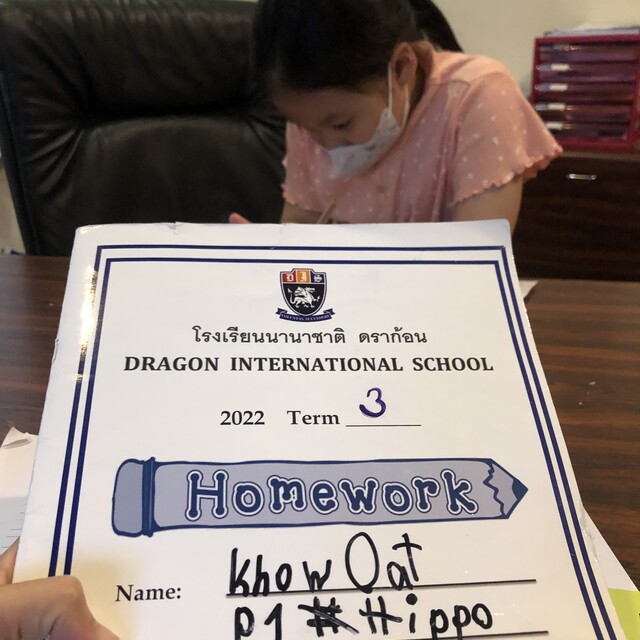 โรงเรียนนานาชาติ ดราก้อน
DRAGON INTERNATIONAL SCHOOL
2022 Term 3
Homework
Name: Khow Oat
P1 Hippo